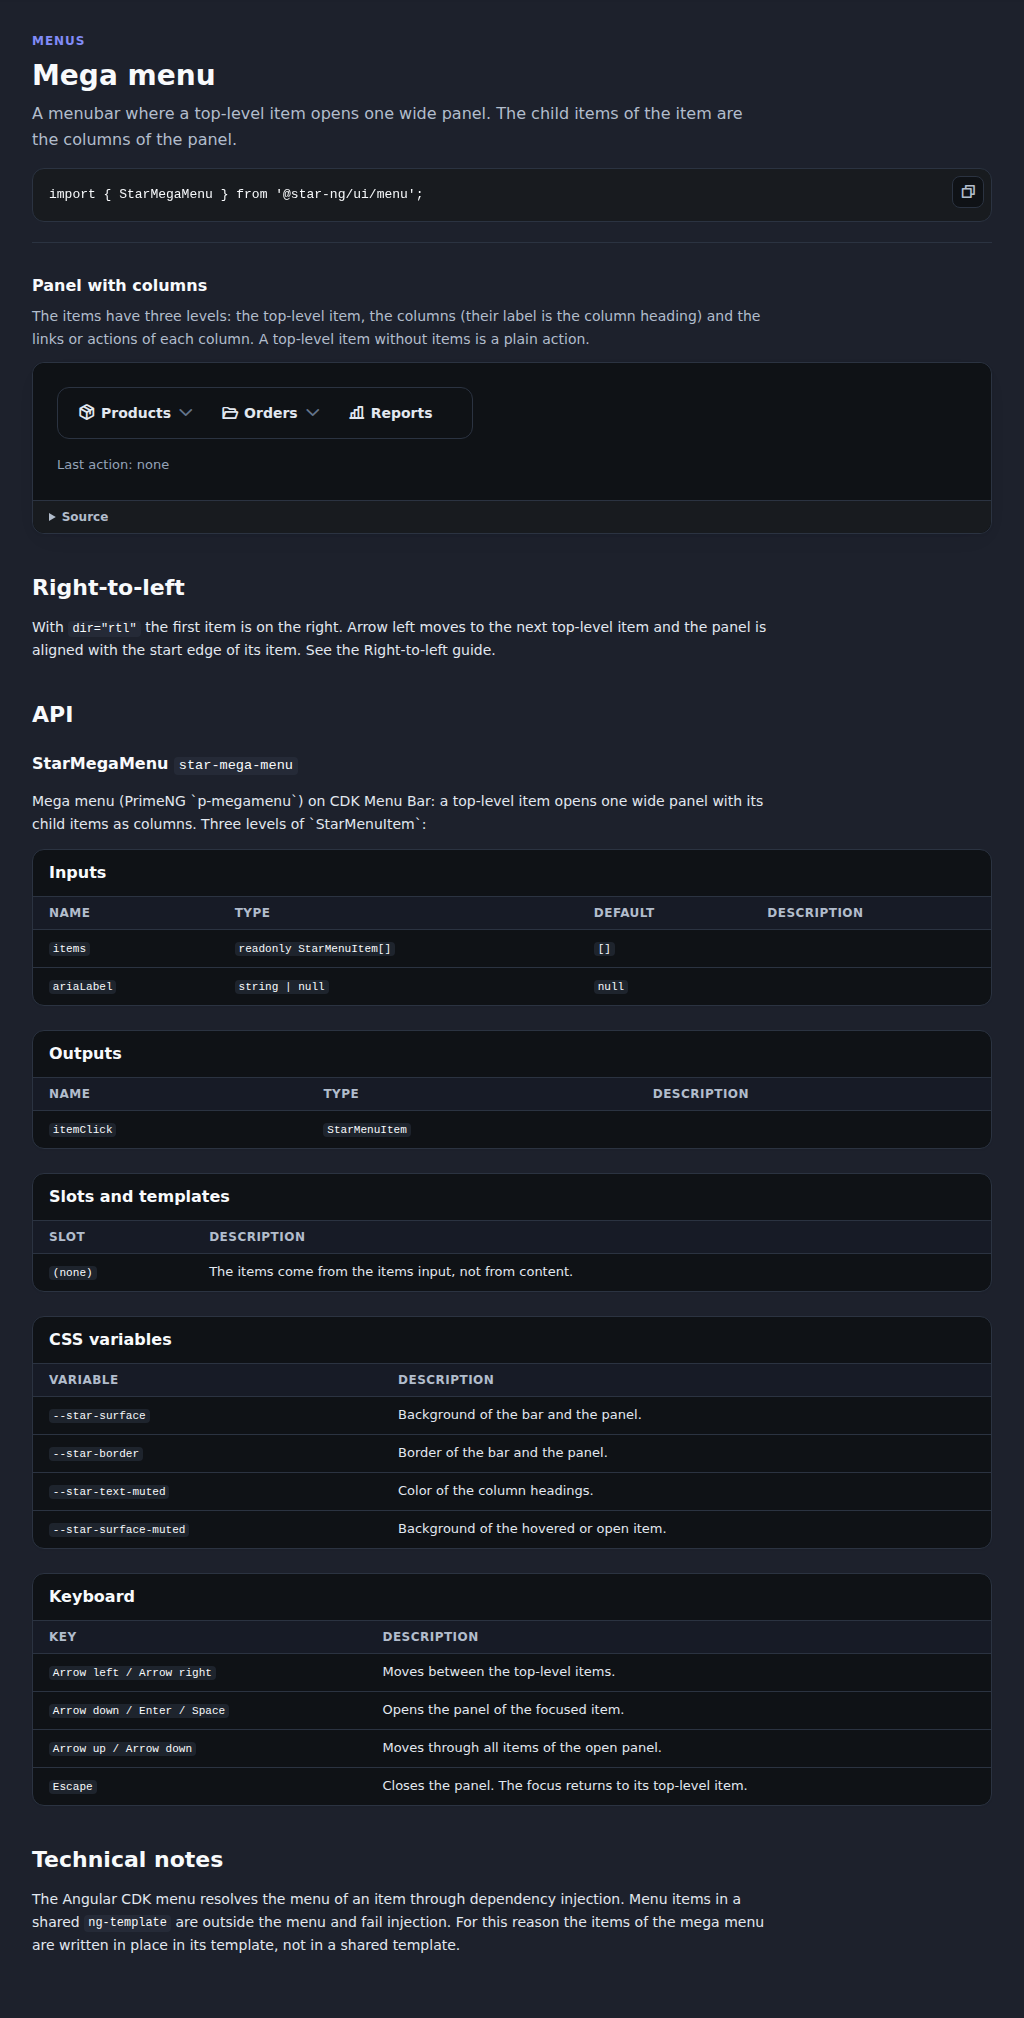 MENUS
Mega menu
A menubar where a top-level item opens one wide panel. The child items of the item are
the columns of the panel.
import { StarMegaMenu } from '@star-ng/ui/menu';
Panel with columns
The items have three levels: the top-level item, the columns (their label is the column heading) and the
links or actions of each column. A top-level item without items is a plain action.
Products Orders Reports
Last action: none
Source
Right-to-left
With dir="rtl" the first item is on the right. Arrow left moves to the next top-level item and the panel is
aligned with the start edge of its item. See the Right-to-left guide.
API
StarMegaMenu star-mega-menu
Mega menu (PrimeNG `p-megamenu`) on CDK Menu Bar: a top-level item opens one wide panel with its
child items as columns. Three levels of `StarMenuItem`:
Inputs
NAME TYPE DEFAULT DESCRIPTION
items readonly StarMenuItem[] []
ariaLabel string | null null
Outputs
NAME TYPE DESCRIPTION
itemClick StarMenuItem
Slots and templates
SLOT DESCRIPTION
(none) The items come from the items input, not from content.
CSS variables
VARIABLE DESCRIPTION
--star-surface Background of the bar and the panel.
--star-border Border of the bar and the panel.
--star-text-muted Color of the column headings.
--star-surface-muted Background of the hovered or open item.
Keyboard
KEY DESCRIPTION
Arrow left / Arrow right Moves between the top-level items.
Arrow down / Enter / Space Opens the panel of the focused item.
Arrow up / Arrow down Moves through all items of the open panel.
Escape Closes the panel. The focus returns to its top-level item.
Technical notes
The Angular CDK menu resolves the menu of an item through dependency injection. Menu items in a
shared ng-template are outside the menu and fail injection. For this reason the items of the mega menu
are written in place in its template, not in a shared template.